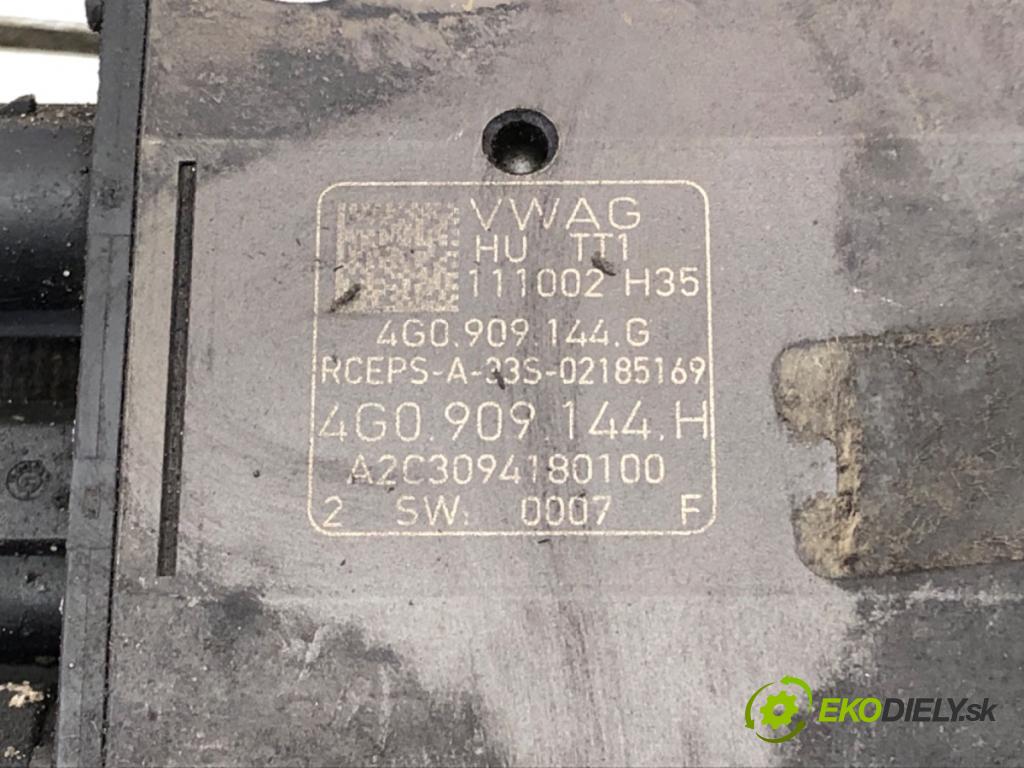 VWAG
HU TT1
111002 H35
4G0.909.144.G
RCEPS-A-33S-02185169
4G0.909.144.H
A2C3094180100
2 SW: 0007 F
EKODIELY.sk